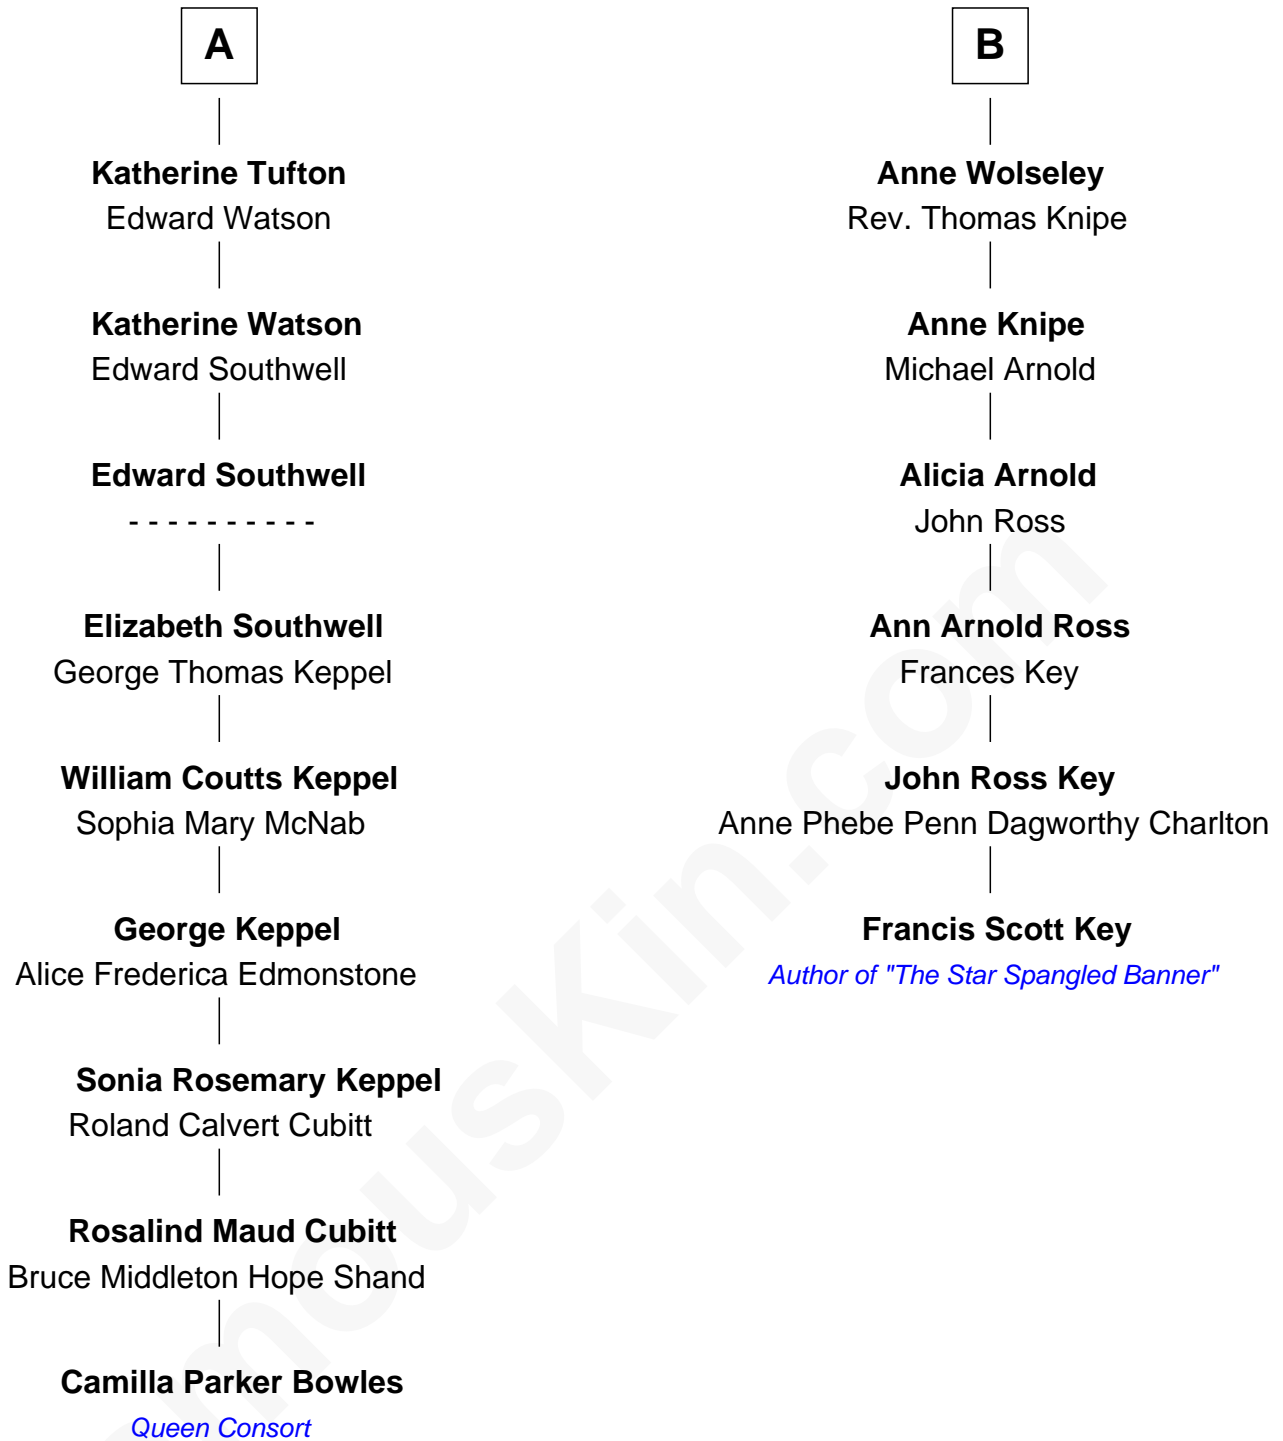 A
Katherine Tufton
Edward Watson
Katherine Watson
Edward Southwell
Edward Southwell
- - - - - - - - - -
Elizabeth Southwell
George Thomas Keppel
William Coutts Keppel
Sophia Mary McNab
George Keppel
Alice Frederica Edmonstone
Sonia Rosemary Keppel
Roland Calvert Cubitt
Rosalind Maud Cubitt
Bruce Middleton Hope Shand
Camilla Parker Bowles
Queen Consort
B
Anne Wolseley
Rev. Thomas Knipe
Anne Knipe
Michael Arnold
Alicia Arnold
John Ross
Ann Arnold Ross
Frances Key
John Ross Key
Anne Phebe Penn Dagworthy Charlton
Francis Scott Key
Author of "The Star Spangled Banner"
mousKin.com